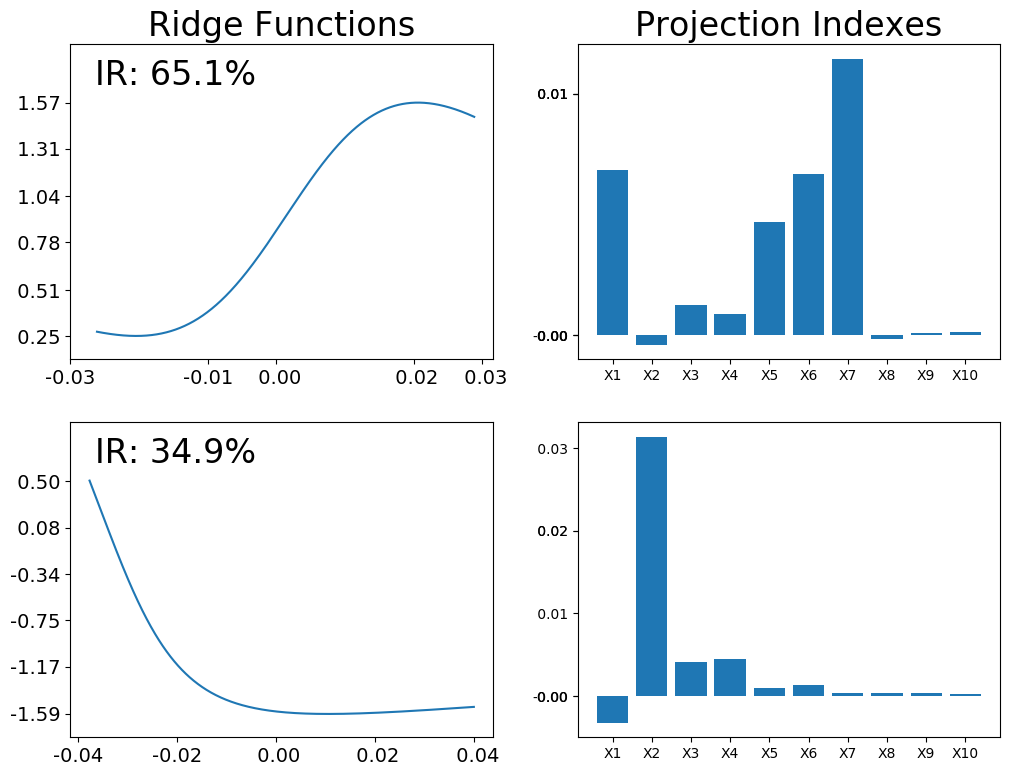 Ridge Functions
Projection Indexes
IR: 65.1%
1.57
1.31
1.04
0.78
0.51
0.25
-0.03
-0.01
0.00
0.02
0.03
0.01
-0.00
X1
X2
X3
X4
X5
X6
X7
X8
X9
X10
IR: 34.9%
0.50
0.08
-0.34
-0.75
-1.17
-1.59
-0.04
-0.02
0.00
0.02
0.04
0.03
0.02
0.01
-0.00
X1
X2
X3
X4
X5
X6
X7
X8
X9
X10